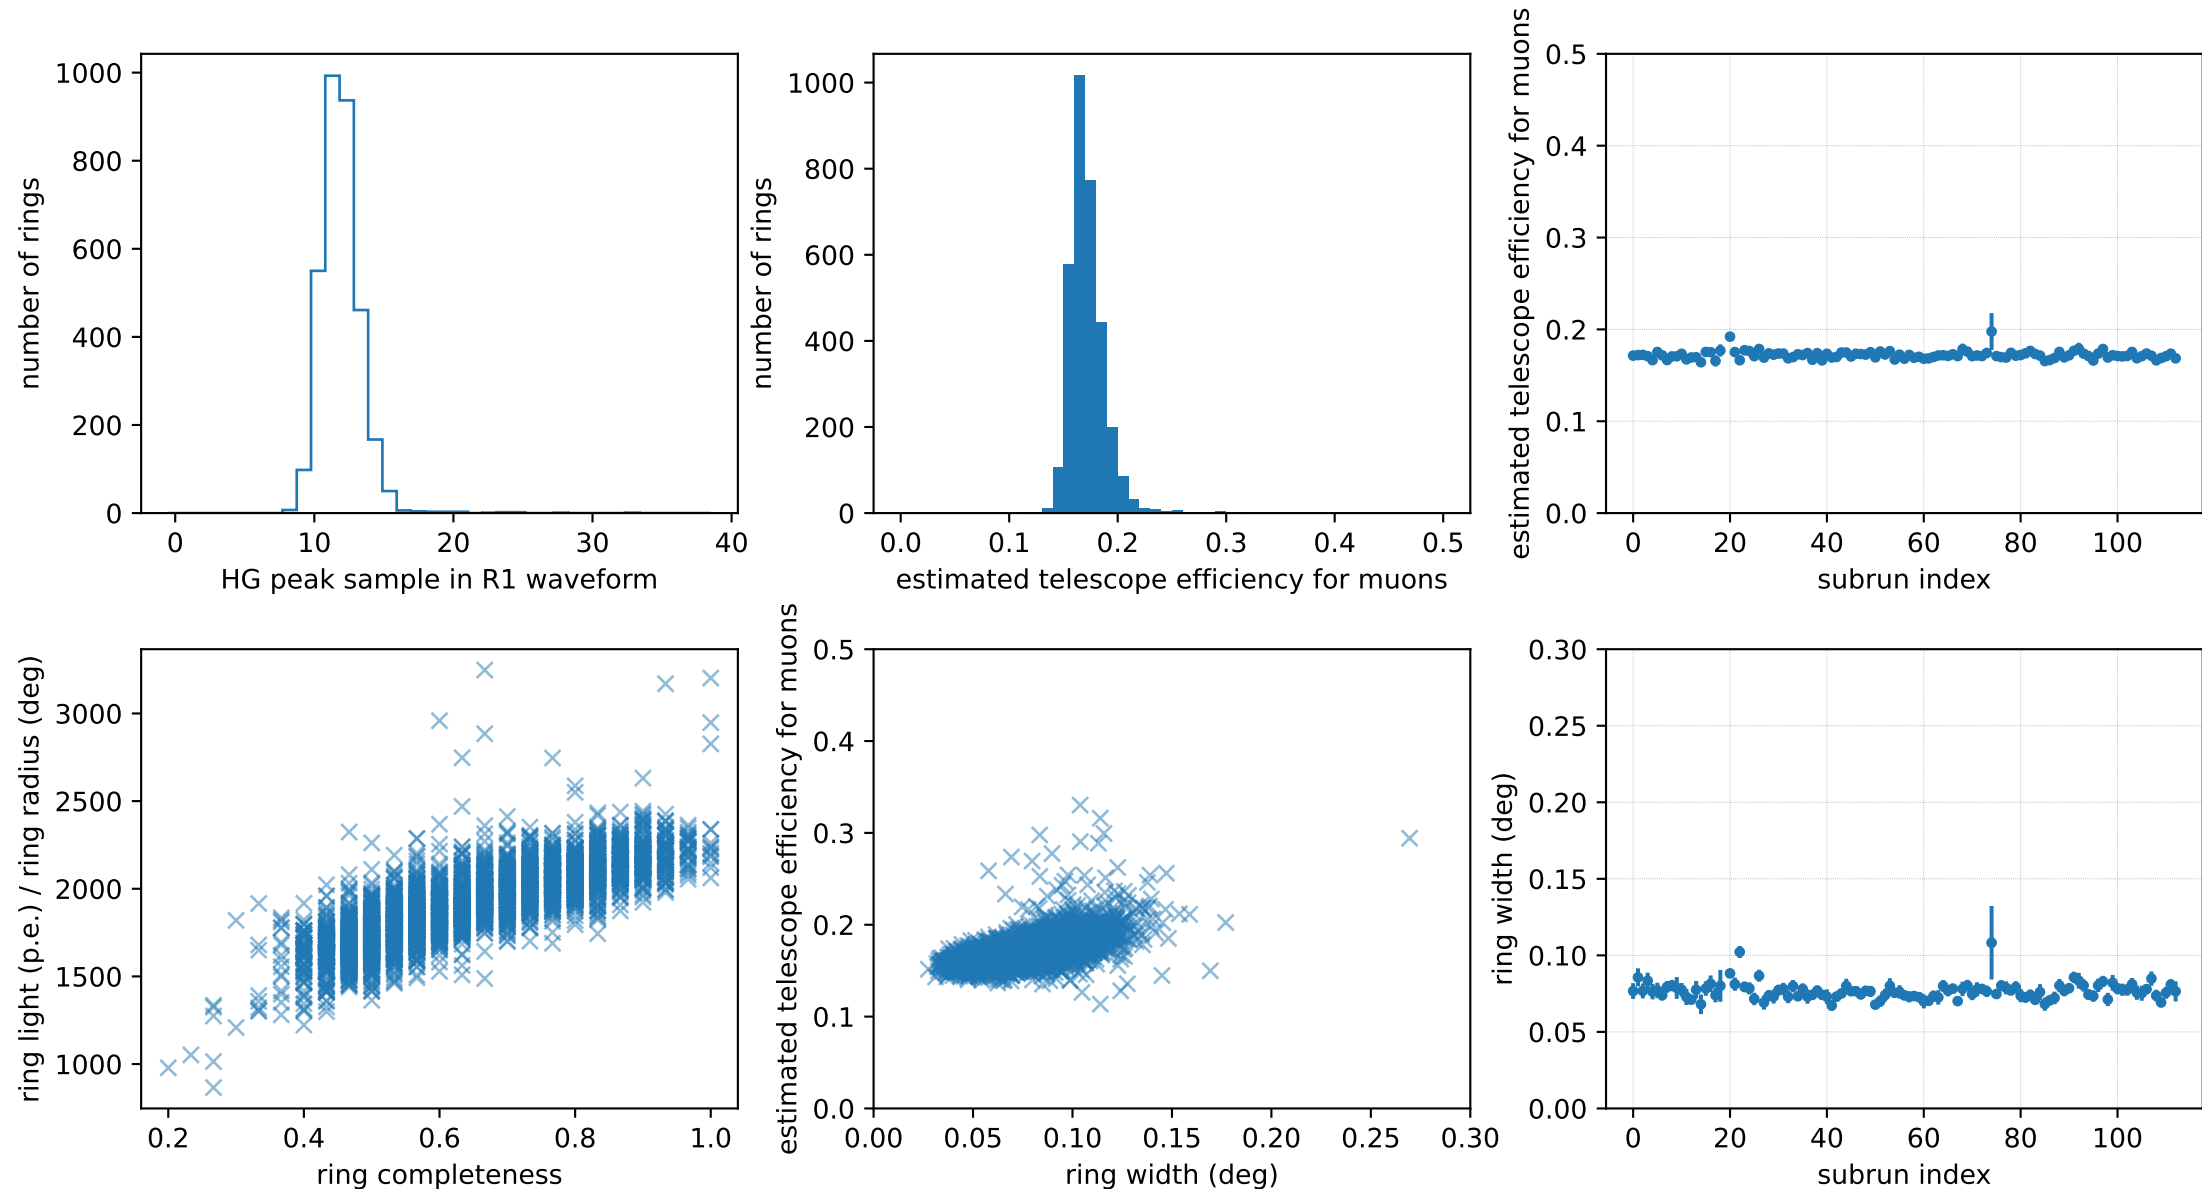 number of rings
1000
800
600
400
200
0
0 10 20 30 40
HG peak sample in R1 waveform
number of rings
1000
800
600
400
200
0
0.0 0.1 0.2 0.3 0.4 0.5
estimated telescope efficiency for muons
estimated telescope efficiency for muons
0.5
0.4
0.3
0.2
0.1
0.0
0 20 40 60 80 100
subrun index
ring light (p.e.) / ring radius (deg)
3000
2500
2000
1500
1000
0.2 0.4 0.6 0.8 1.0
ring completeness
estimated telescope efficiency for muons
0.5
0.4
0.3
0.2
0.1
0.0
0.00 0.05 0.10 0.15 0.20 0.25 0.30
ring width (deg)
ring width (deg)
0.30
0.25
0.20
0.15
0.10
0.05
0.00
0 20 40 60 80 100
subrun index